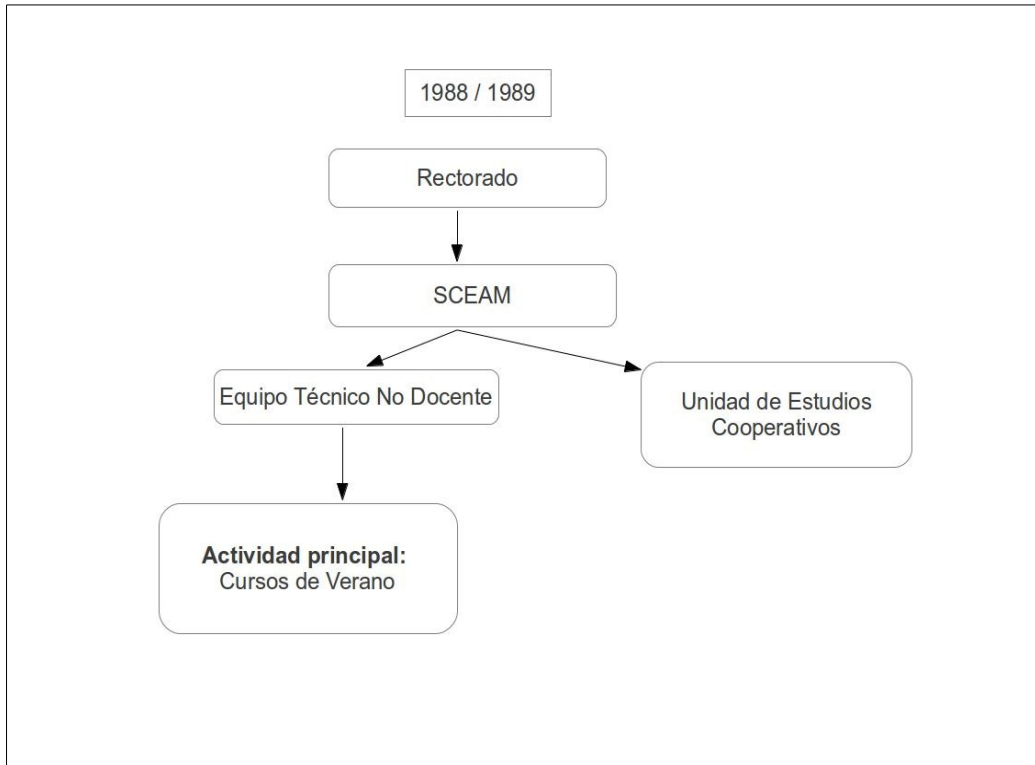 1988 / 1989
Rectorado
SCEAM
Equipo Técnico No Docente
Unidad de Estudios
Cooperativos
Actividad principal:
Cursos de Verano